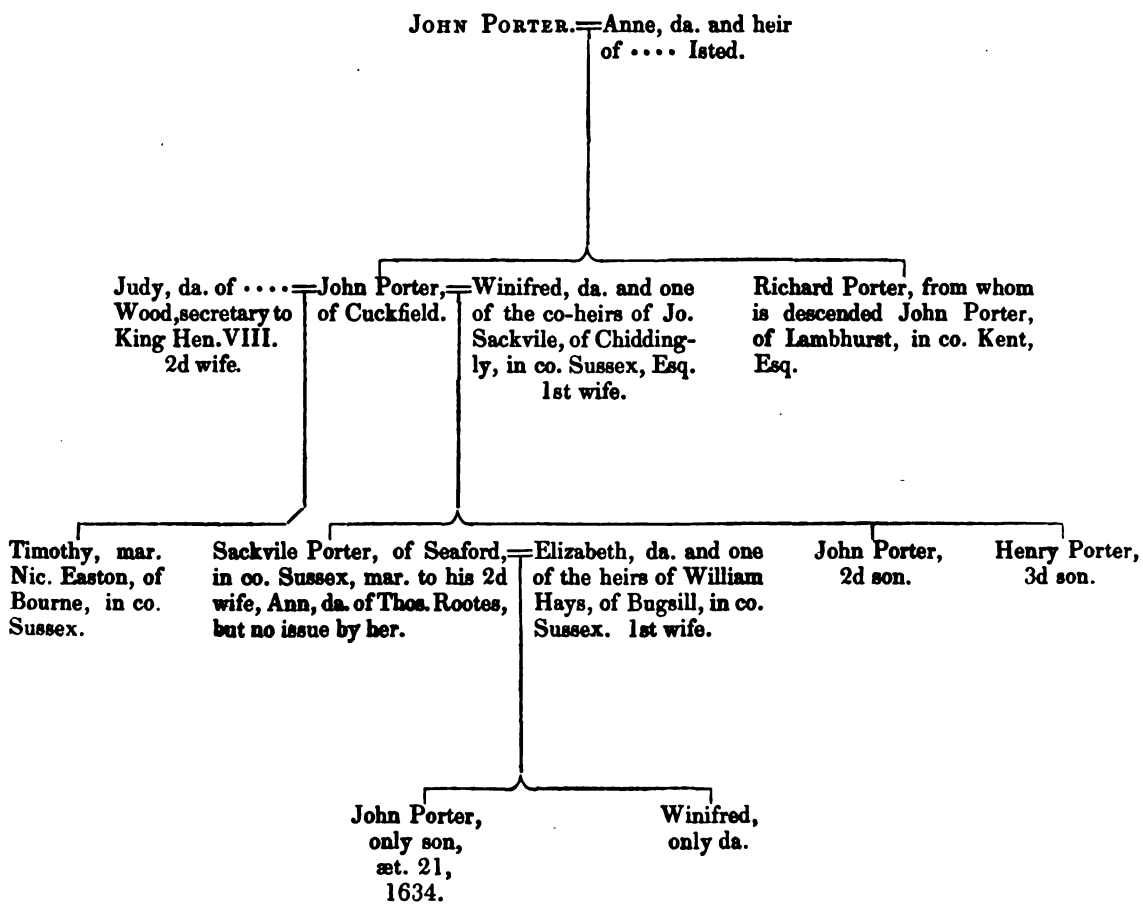 JOHN PORTER.=Anne, da. and heir
of •••• Isted.
Judy, da. of ••••
Wood,secretary to
King Hen.VIII.
2d wife.
=John Porter,=
of Cuckfield.
Winifred, da. and one
of the co-heirs of Jo.
Sackvile, of Chidding-
ly, in co. Sussex, Esq.
1st wife.
Richard Porter, from whom
is descended John Porter,
of Lambhurst, in co. Kent,
Esq.
Timothy, mar.
Nic. Easton, of
Bourne, in co.
Sussex.
Sackvile Porter, of Seaford,=
in co. Sussex, mar. to his 2d
wife, Ann, da. of Thos. Rootes,
but no issue by her.
Elizabeth, da. and one
of the heirs of William
Hays, of Bugsill, in co.
Sussex. 1st wife.
John Porter,
2d son.
Henry Porter,
3d son.
John Porter,
only son,
æt. 21,
1634.
Winifred,
only da.